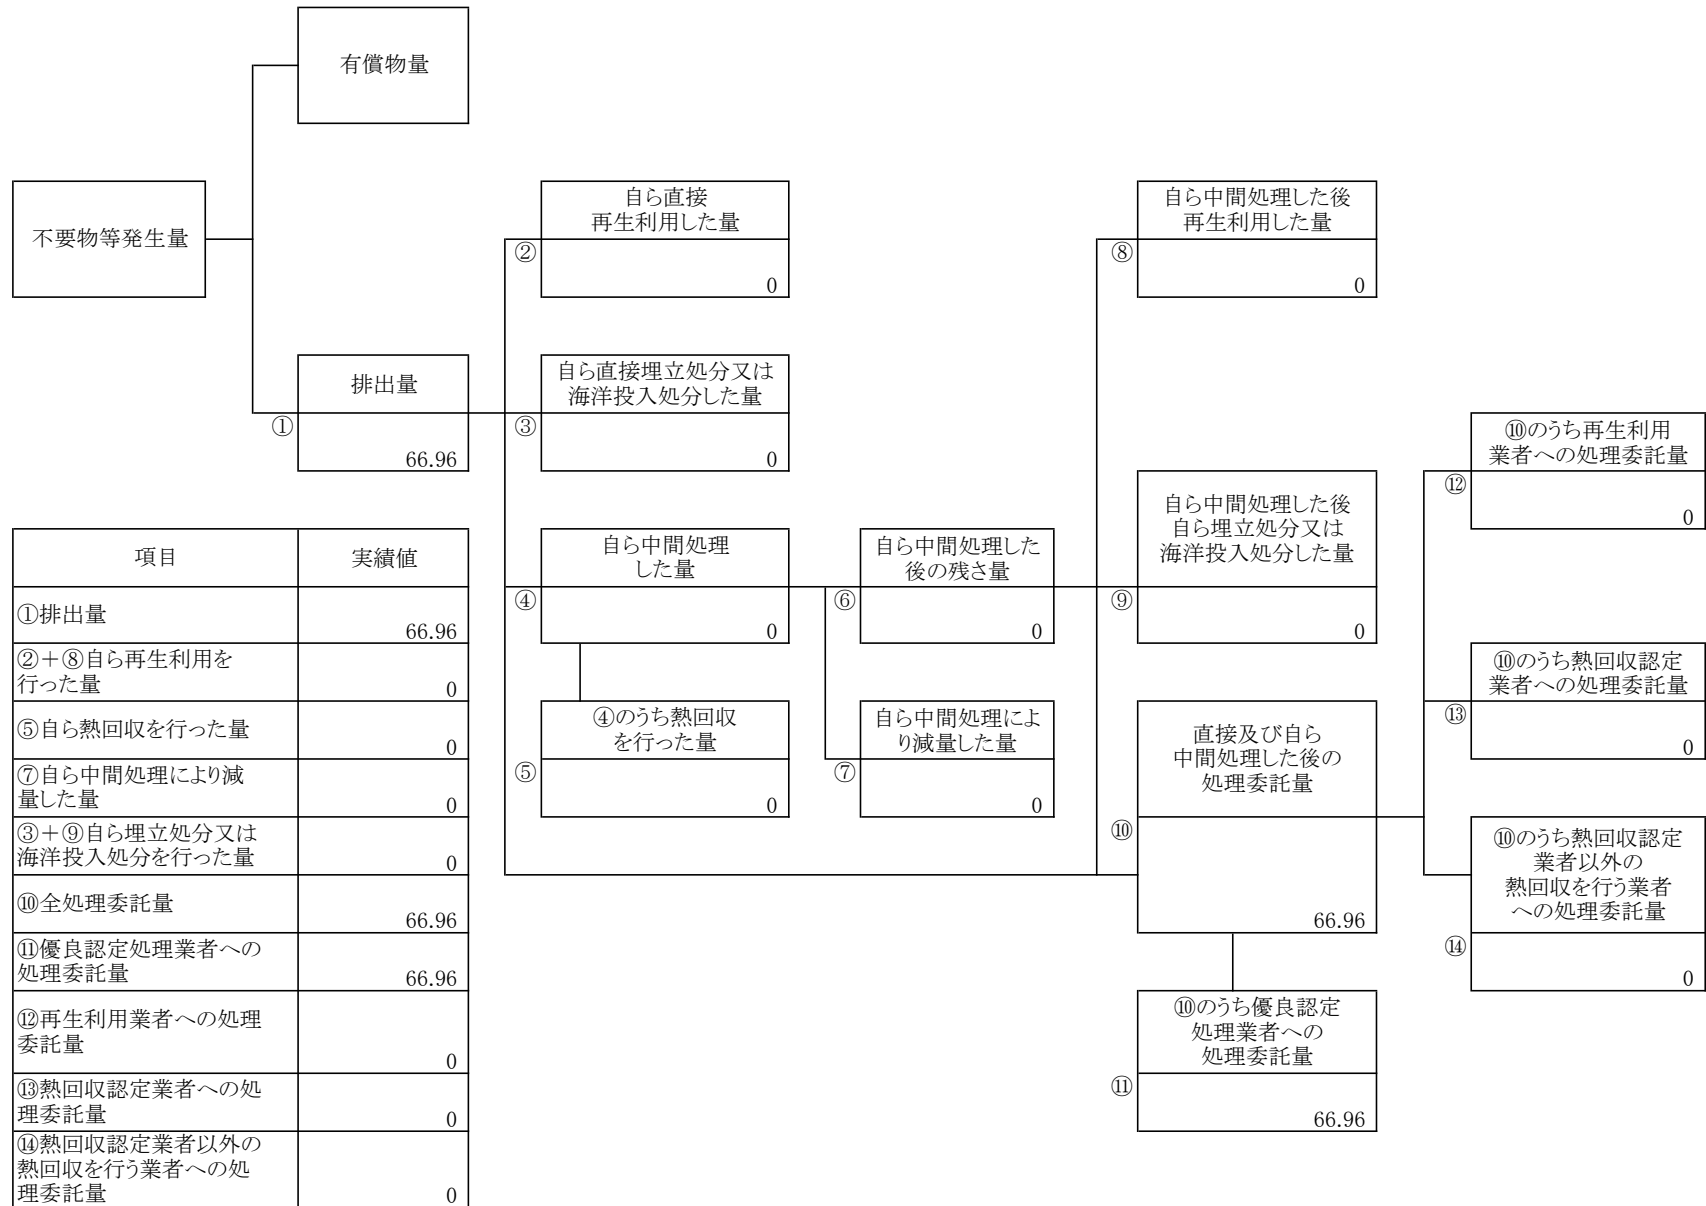 有償物量
不要物等発生量
自ら直接
再生利用した量
②
0
自ら中間処理した後
再生利用した量
⑧
0
排出量
①
66.96
自ら直接埋立処分又は
海洋投入処分した量
③
0
⑩のうち再生利用
業者への処理委託量
⑫
0
自ら中間処理した後
自ら埋立処分又は
海洋投入処分した量
⑨
0
自ら中間処理
した量
④
0
自ら中間処理した
後の残さ量
⑥
0
⑩のうち熱回収認定
業者への処理委託量
⑬
0
④のうち熱回収
を行った量
⑤
0
自ら中間処理によ
り減量した量
⑦
0
直接及び自ら
中間処理した後の
処理委託量
⑩
66.96
⑩のうち熱回収認定
業者以外の
熱回収を行う業者
への処理委託量
⑭
0
⑩のうち優良認定
処理業者への
処理委託量
⑪
66.96
項目 実績値
①排出量
66.96
②+⑧自ら再生利用を
行った量
0
⑤自ら熱回収を行った量
0
⑦自ら中間処理により減
量した量
0
③+⑨自ら埋立処分又は
海洋投入処分を行った量
0
⑩全処理委託量
66.96
⑪優良認定処理業者への
処理委託量
66.96
⑫再生利用業者への処理
委託量
0
⑬熱回収認定業者への処
理委託量
0
⑭熱回収認定業者以外の
熱回収を行う業者への処
理委託量
0